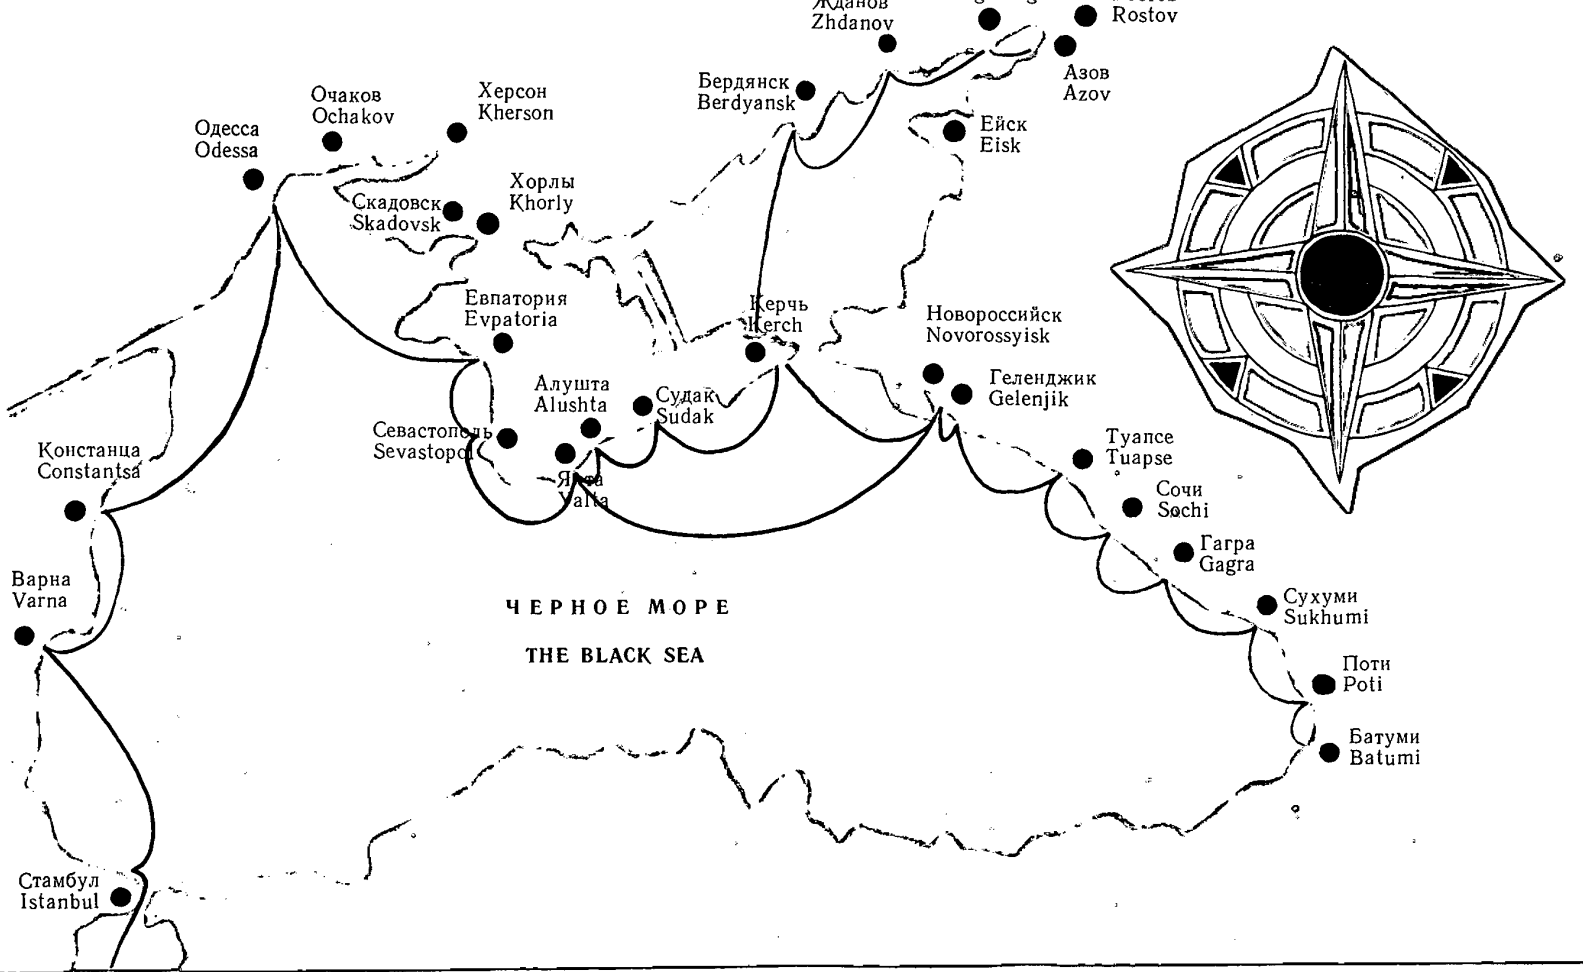 Жданов
Zhdanov
Rostov
Азов
Azov
Бердянск
Berdyansk
Ейск
Eisk
Херсон
Kherson
Очаков
Ochakov
Одесса
Odessa
Хорлы
Khorly
Скадовск
Skadovsk
Евпатория
Evpatoria
Керчь
Kerch
Новороссийск
Novorossyisk
Геленджик
Gelenjik
Алушта
Alushta
Судак
Sudak
Севастополь
Sevastopol
Ялта
Yalta
Констанца
Constantsa
Туапсе
Tuapse
Сочи
Sochi
Гагра
Gagra
Варна
Varna
Сухуми
Sukhumi
ЧЕРНОЕ МОРЕ
THE BLACK SEA
Поти
Poti
Батуми
Batumi
Стамбул
Istanbul